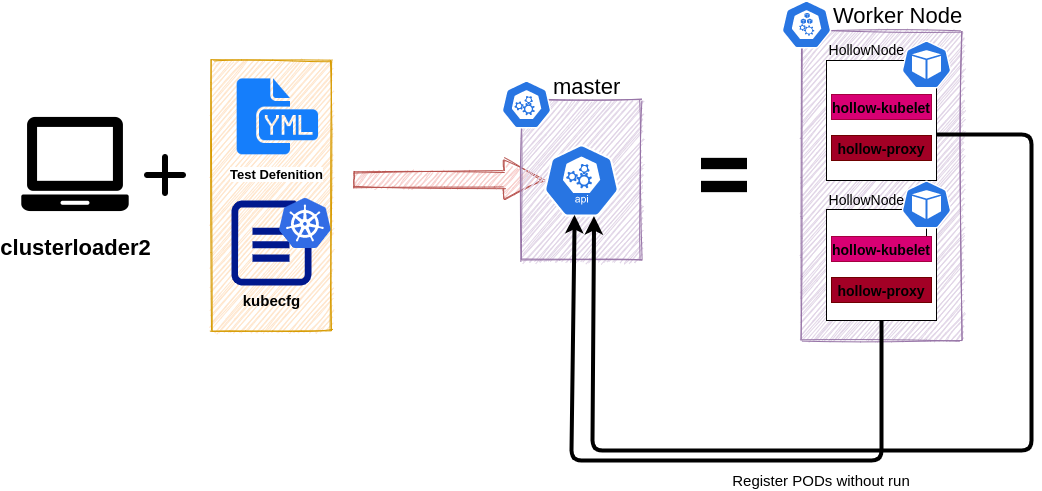 clusterloader2
YML
Test Defenition
kubecfg
master
api
Worker Node
HollowNode
hollow-kubelet
hollow-proxy
HollowNode
hollow-kubelet
hollow-proxy
Register PODs without run